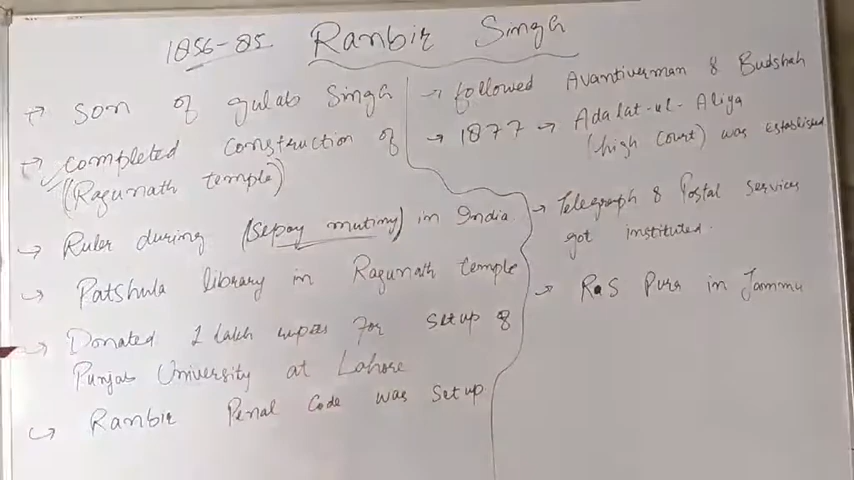 1856-85 Ranbir Singh
→ Son of gulab Singh
→ completed construction of
(Ragunath temple)
→ Ruler during (sepoy mutiny) in India
→ Patshula library in Ragunath temple
→ Donated 1 lakh rupees for setup of
Punjab University at Lahore
→ Ranbir Penal Code was setup
→ followed Avantiverman & Budshah
→ 1877 → Adalat-ul-Aliya
(high Court) was established
→ Telegraph & Postal services
got instituted.
→ R.S Pura in Jammu